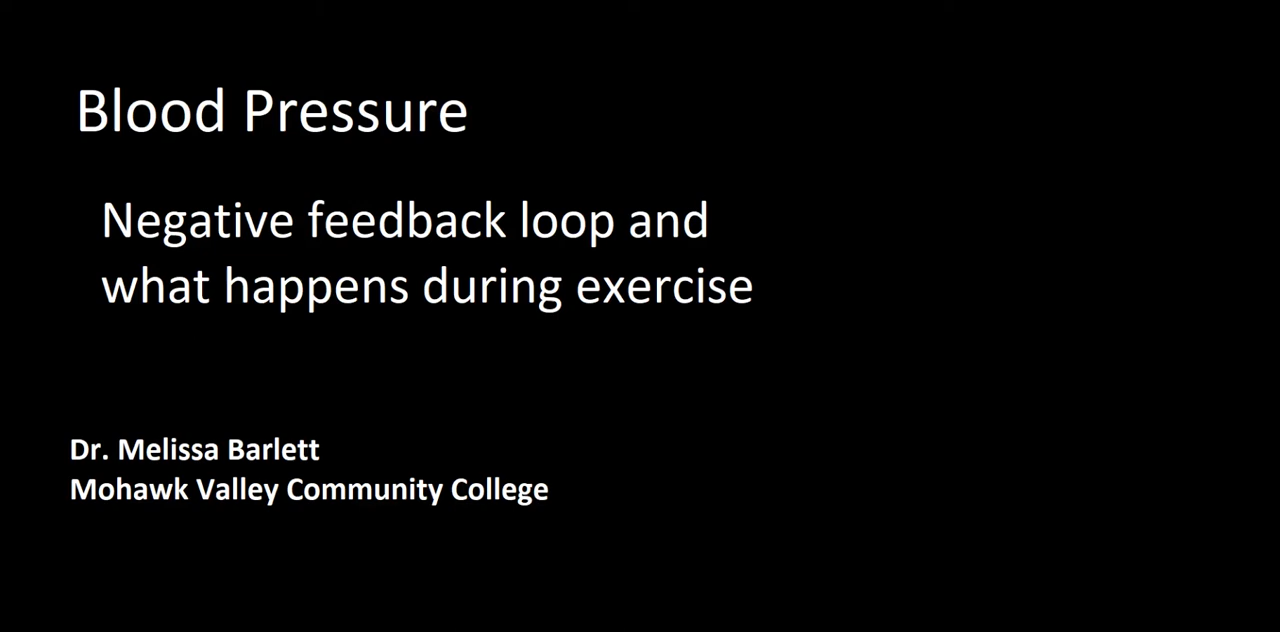 Blood Pressure
Negative feedback loop and
what happens during exercise
Dr. Melissa Barlett
Mohawk Valley Community College